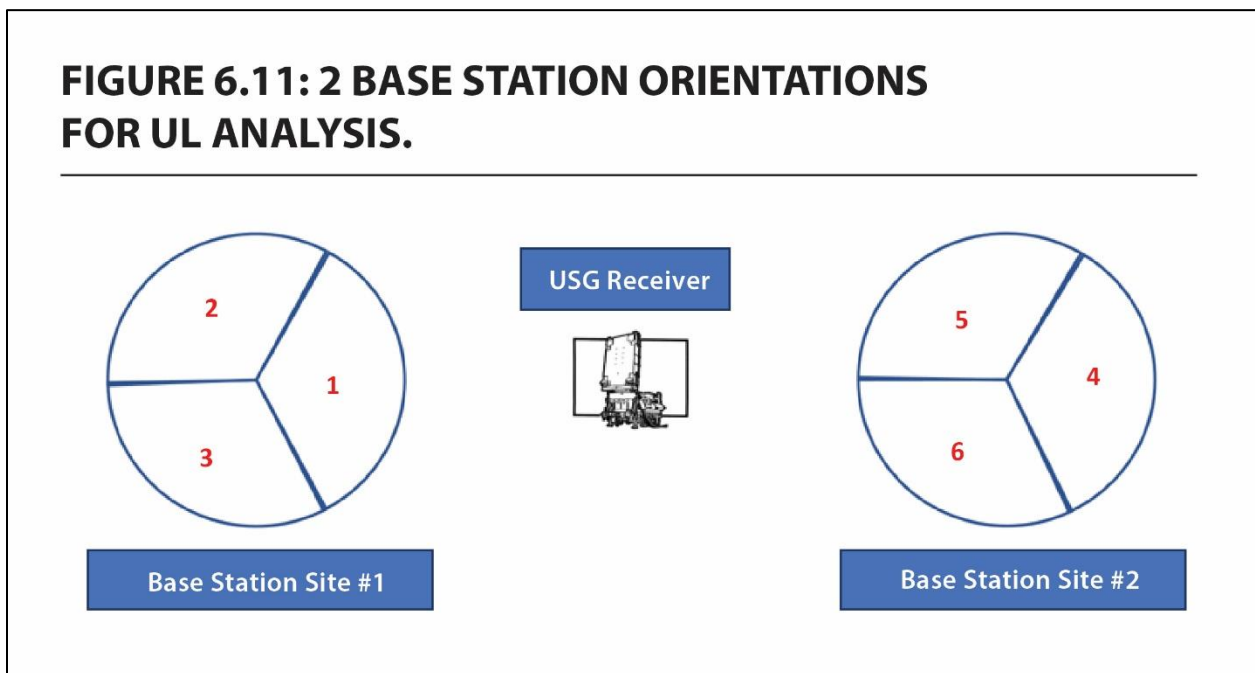 FIGURE 6.11: 2 BASE STATION ORIENTATIONS
FOR UL ANALYSIS.
USG Receiver
2
1
3
5
4
6
Base Station Site #1
Base Station Site #2